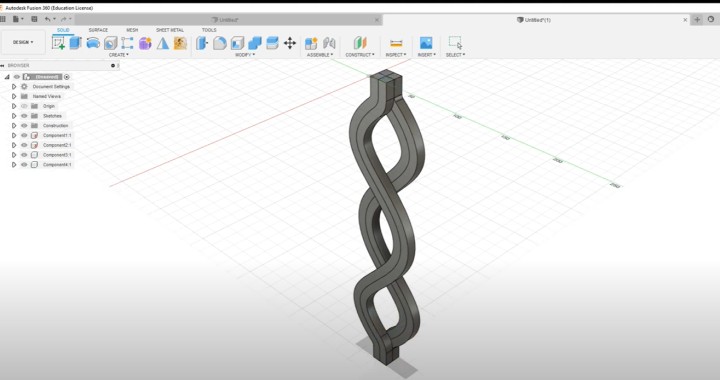 Autodesk Fusion 360 (Education License)
Untitled*
Untitled*(1)
SOLID SURFACE MESH SHEET METAL TOOLS
DESIGN
CREATE MODIFY ASSEMBLE CONSTRUCT INSPECT INSERT SELECT
BROWSER
(Unsaved)
Document Settings
Named Views
Origin
Sketches
Construction
Component1:1
Component2:1
Component3:1
Component4:1